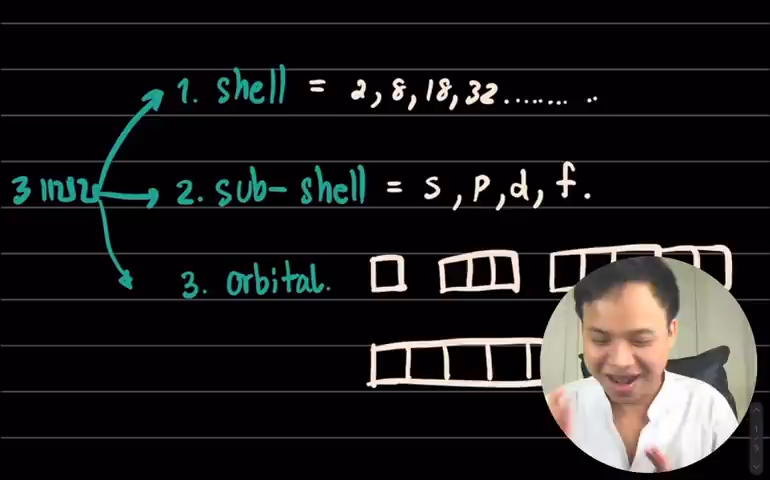 1. shell = 2, 8, 18, 32 ..........
3 แบบ 2. sub-shell = s, p, d, f.
3. orbital.